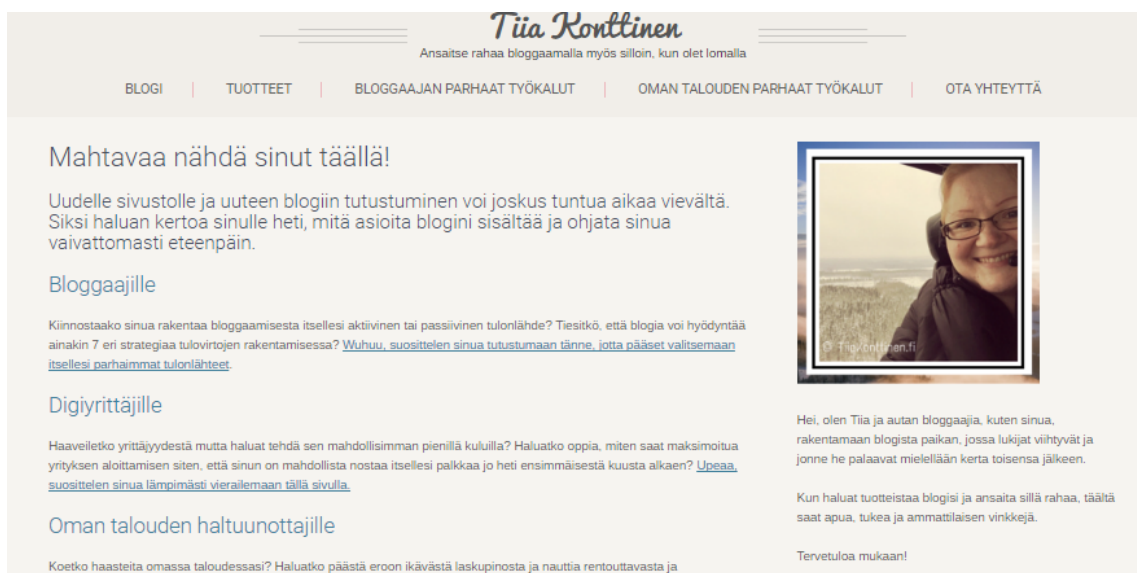 Tiia Konttinen
Ansaitse rahaa bloggaamalla myös silloin, kun olet lomalla
BLOGI | TUOTTEET | BLOGGAAJAN PARHAAT TYÖKALUT | OMAN TALOUDEN PARHAAT TYÖKALUT | OTA YHTEYTTÄ
Mahtavaa nähdä sinut täällä!
Uudelle sivustolle ja uuteen blogiin tutustuminen voi joskus tuntua aikaa vievältä.
Siksi haluan kertoa sinulle heti, mitä asioita blogini sisältää ja ohjata sinua
vaivattomasti eteenpäin.
Bloggaajille
Kiinnostaako sinua rakentaa bloggaamisesta itsellesi aktiivinen tai passiivinen tulonlähde? Tiesitkö, että blogia voi hyödyntää
ainakin 7 eri strategiaa tulovirtojen rakentamisessa? Wuhuu, suosittelen sinua tutustumaan tänne, jotta pääset valitsemaan
itsellesi parhaimmat tulonlähteet.
Digiyrittäjille
Haaveiletko yrittäjyydestä mutta haluat tehdä sen mahdollisimman pienillä kuluilla? Haluatko oppia, miten saat maksimoitua
yrityksen aloittamisen siten, että sinun on mahdollista nostaa itsellesi palkkaa jo heti ensimmäisestä kuusta alkaen? Upeaa,
suosittelen sinua lämpimästi vierailemaan tällä sivulla.
Oman talouden haltuunottajille
Koetko haasteita omassa taloudessasi? Haluatko päästä eroon ikävästä laskupinosta ja nauttia rentouttavasta ja
© TiiaKonttinen.fi
Hei, olen Tiia ja autan bloggaajia, kuten sinua,
rakentamaan blogista paikan, jossa lukijat viihtyvät ja
jonne he palaavat mielellään kerta toisensa jälkeen.
Kun haluat tuotteistaa blogisi ja ansaita sillä rahaa, täältä
saat apua, tukea ja ammattilaisen vinkkejä.
Tervetuloa mukaan!